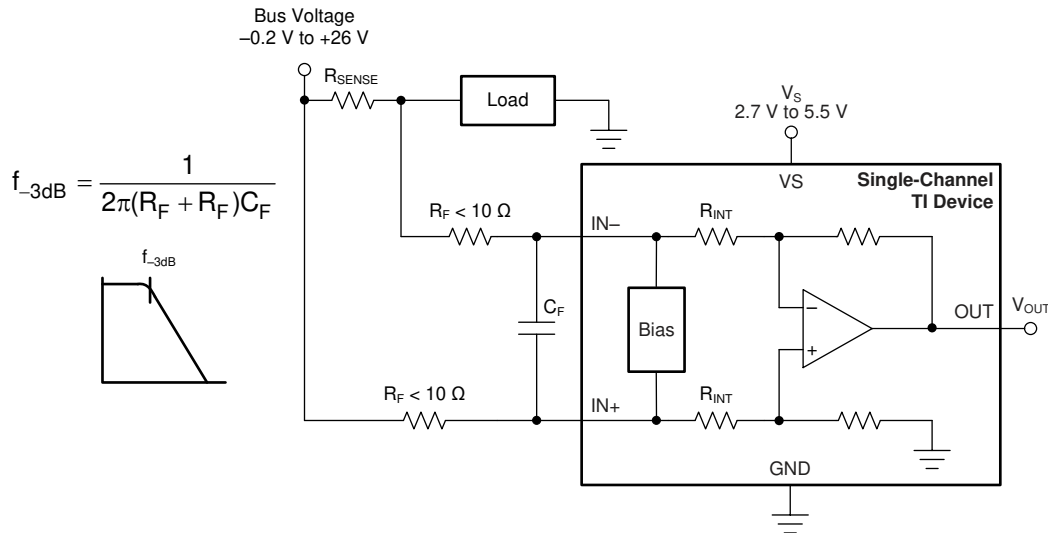 Bus Voltage
–0.2 V to +26 V
R_SENSE
Load
V_S
2.7 V to 5.5 V
VS
Single-Channel
TI Device
f_–3dB = 1 / 2π(R_F + R_F)C_F
R_F < 10 Ω
IN–
R_INT
f_–3dB
C_F
Bias
–
+
OUT
V_OUT
R_F < 10 Ω
IN+
R_INT
GND